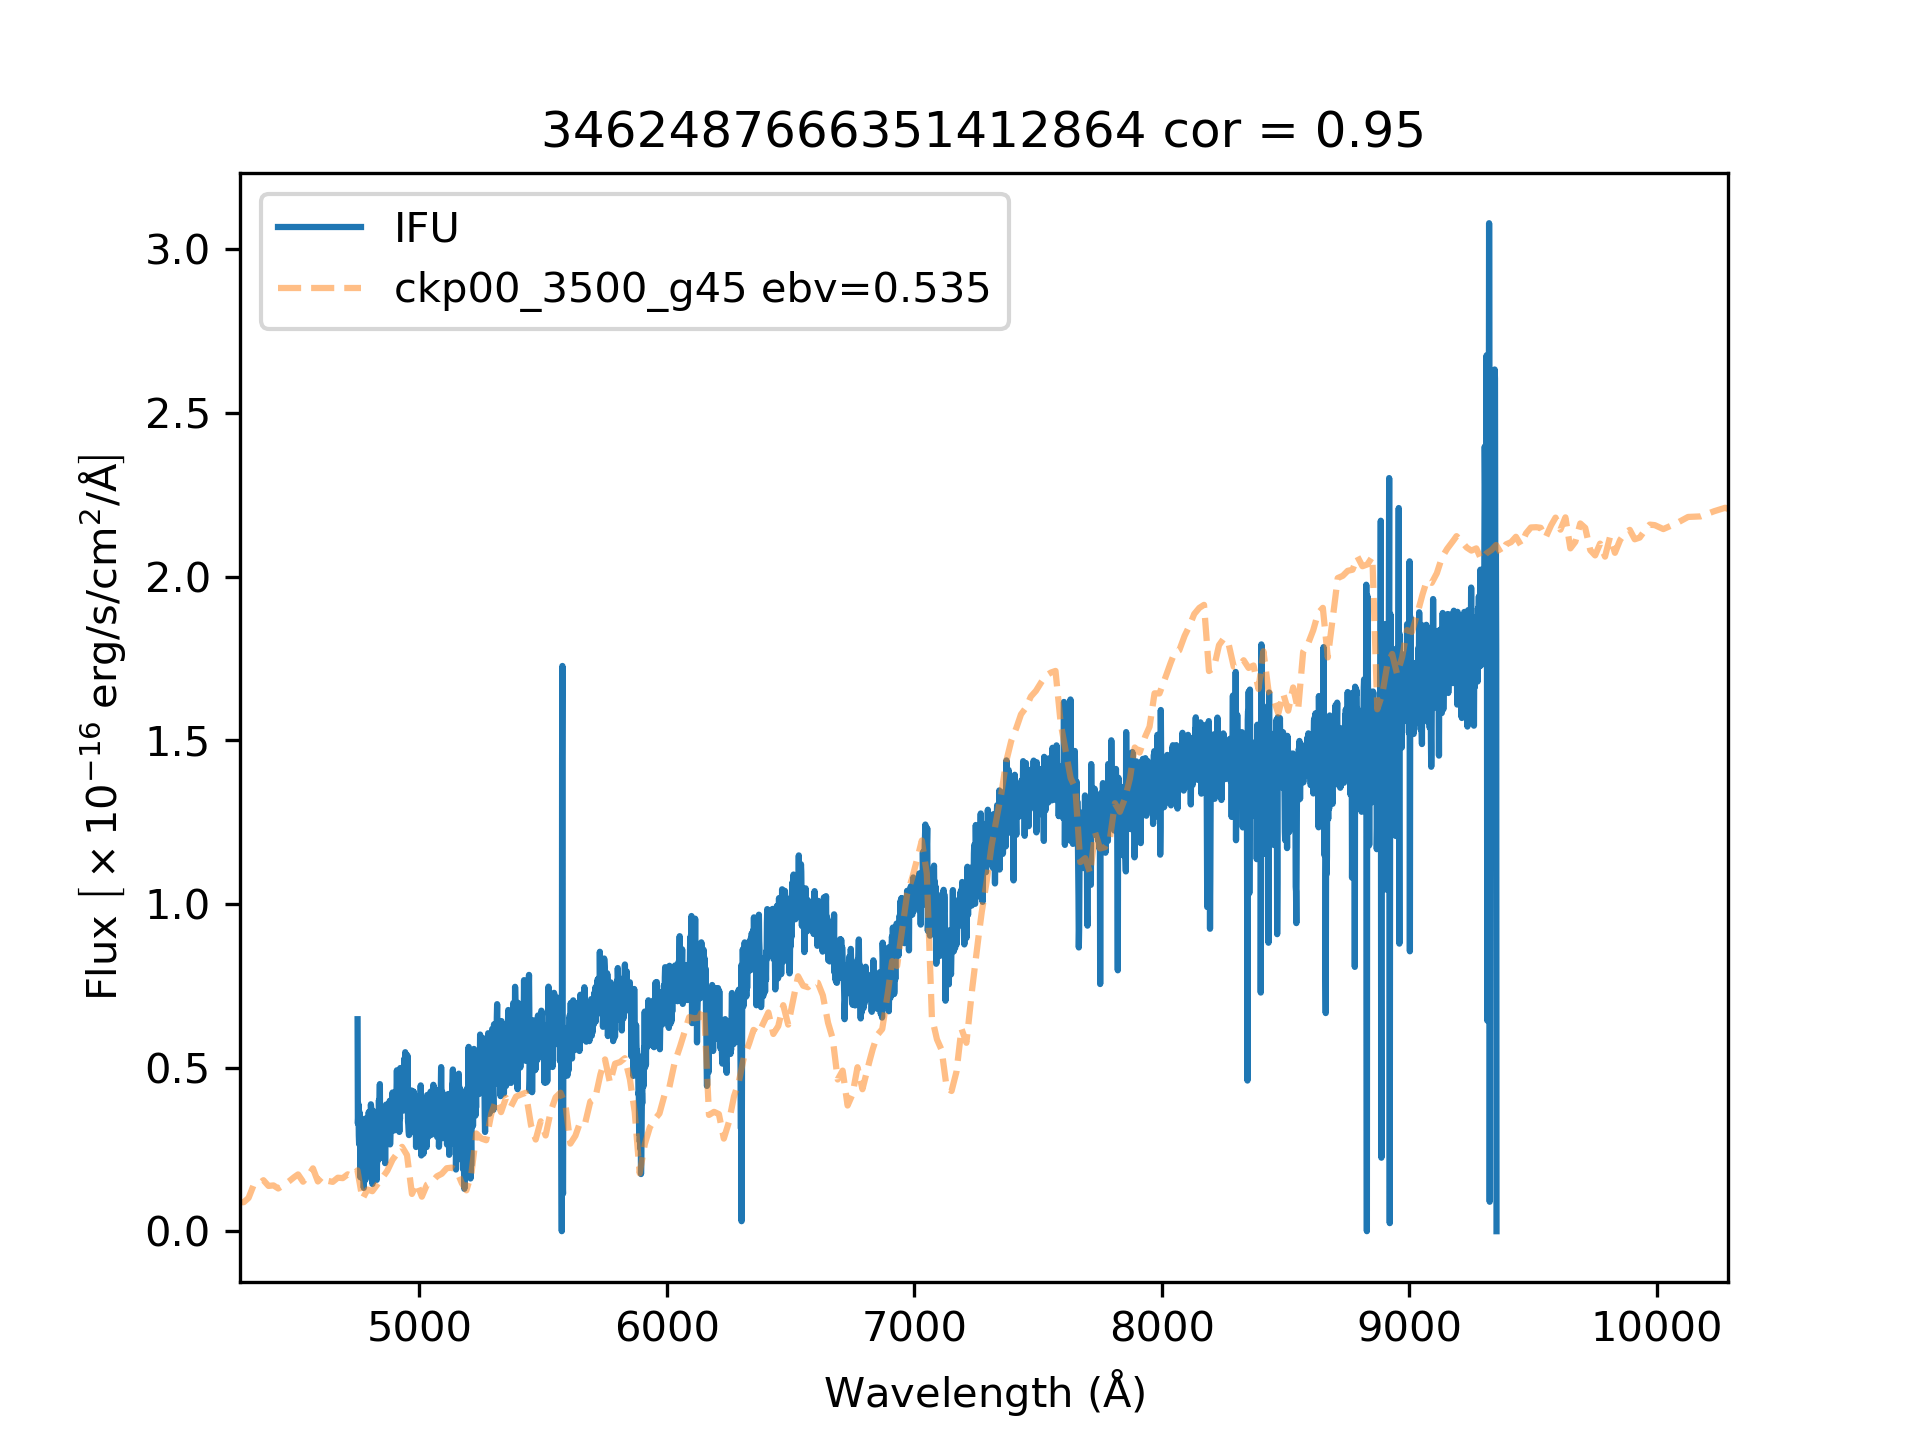 3462487666351412864 cor = 0.95
IFU
ckp00_3500_g45 ebv=0.535
Flux [× 10⁻¹⁶ erg/s/cm²/Å]
3.0
2.5
2.0
1.5
1.0
0.5
0.0
5000 6000 7000 8000 9000 10000
Wavelength (Å)